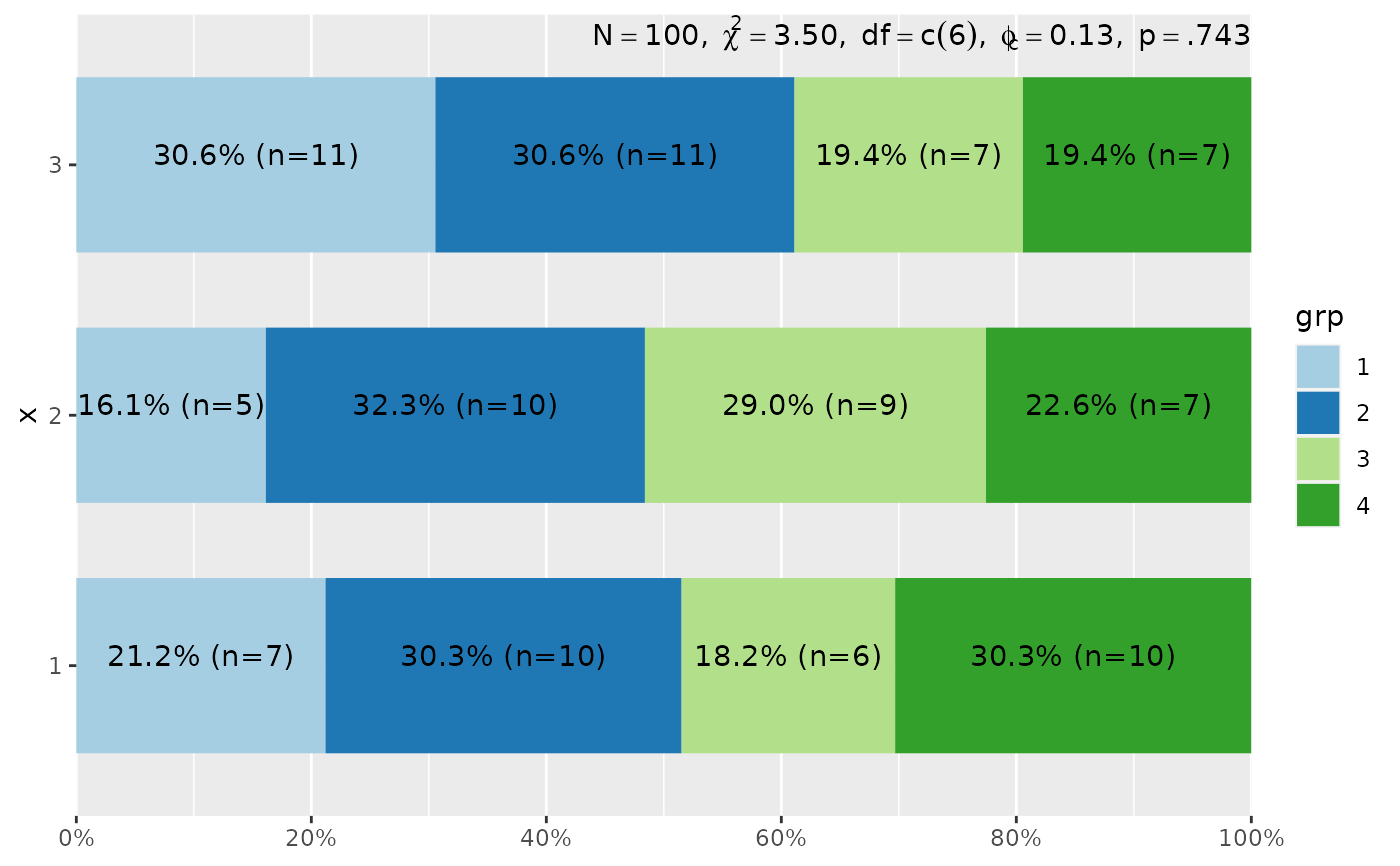 N = 100, χ² = 3.50, df = c(6), ϕc = 0.13, p = .743
3
30.6% (n=11) 30.6% (n=11) 19.4% (n=7) 19.4% (n=7)
x
2
16.1% (n=5) 32.3% (n=10) 29.0% (n=9) 22.6% (n=7)
1
21.2% (n=7) 30.3% (n=10) 18.2% (n=6) 30.3% (n=10)
0% 20% 40% 60% 80% 100%
grp
1
2
3
4